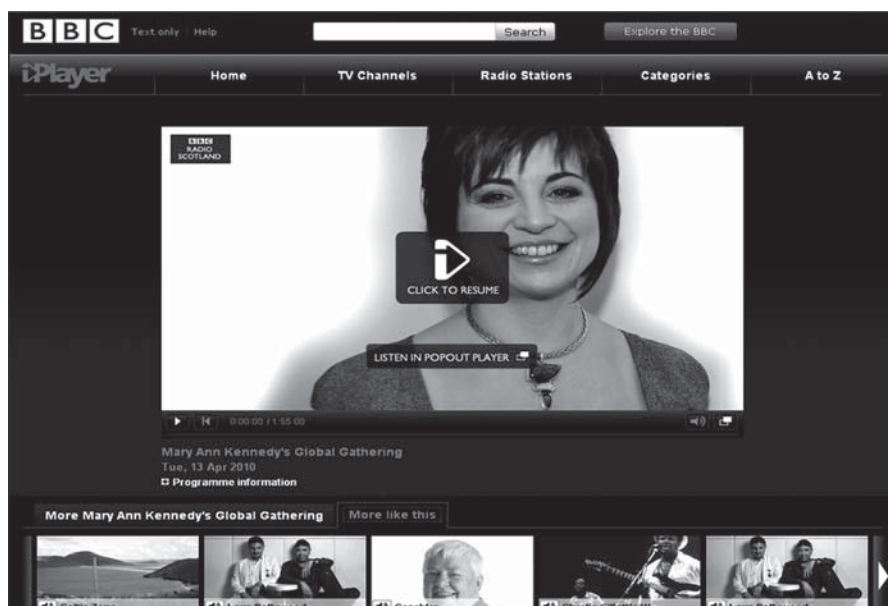 BBC Text only Help Search Explore the BBC
iPlayer Home TV Channels Radio Stations Categories A to Z
BBC
RADIO
SCOTLAND
CLICK TO RESUME
LISTEN IN POPOUT PLAYER
0:00:00 / 1:55:00
Mary Ann Kennedy's Global Gathering
Tue, 13 Apr 2010
Programme information
More Mary Ann Kennedy's Global Gathering More like this